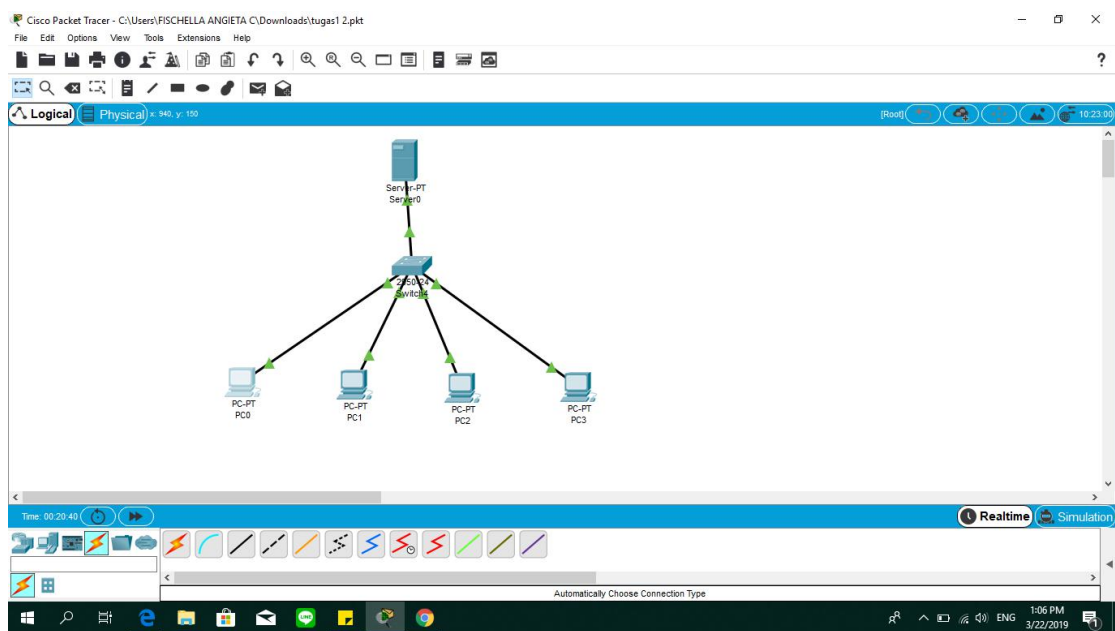 Cisco Packet Tracer - C:\Users\FISCHELLA ANGIETA C\Downloads\tugas1 2.pkt
File Edit Options View Tools Extensions Help
?
Logical Physical x: 940, y: 150 [Root] 10:23:00
Server-PT
Server0
2950-24
Switch4
PC-PT
PC0
PC-PT
PC1
PC-PT
PC2
PC-PT
PC3
Time: 00:20:40 Realtime Simulation
Automatically Choose Connection Type
ENG 1:06 PM
3/22/2019